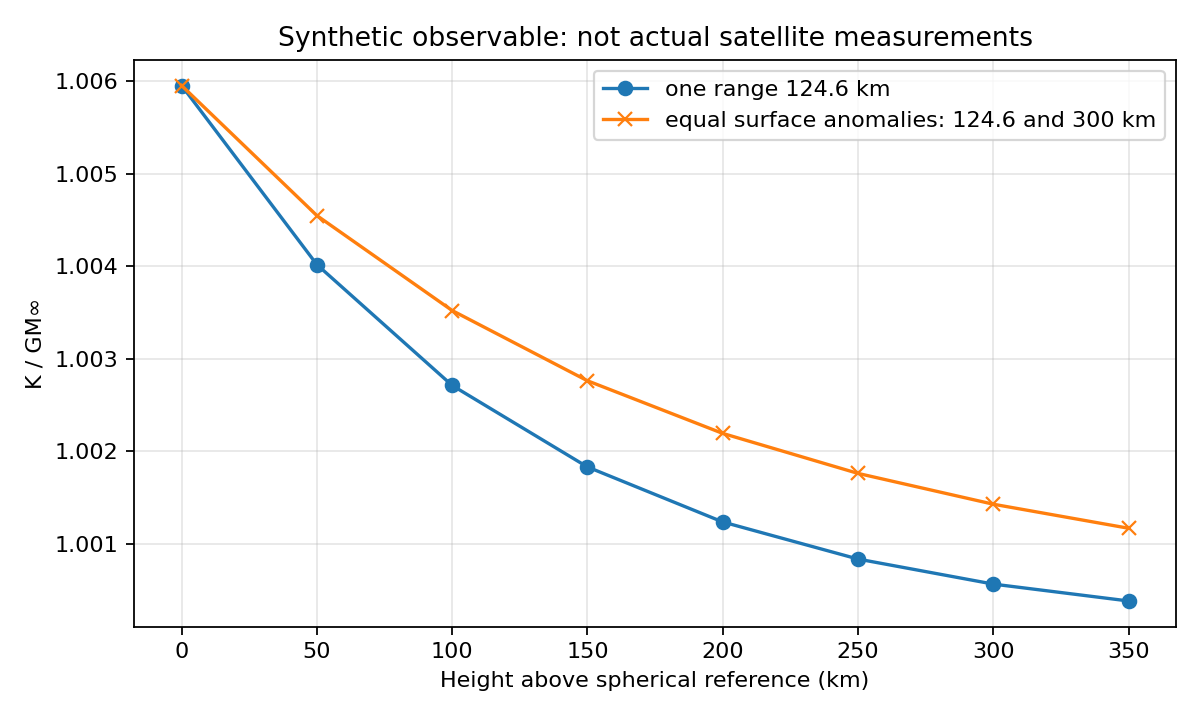 Synthetic observable: not actual satellite measurements
one range 124.6 km
equal surface anomalies: 124.6 and 300 km
K / GM∞
1.006
1.005
1.004
1.003
1.002
1.001
0 50 100 150 200 250 300 350
Height above spherical reference (km)